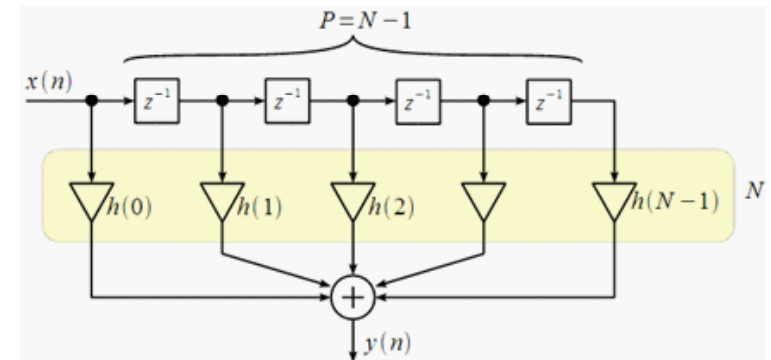 P=N−1
x(n)
z⁻¹ z⁻¹ z⁻¹ z⁻¹
h(0) h(1) h(2) h(N−1) N
+
y(n)